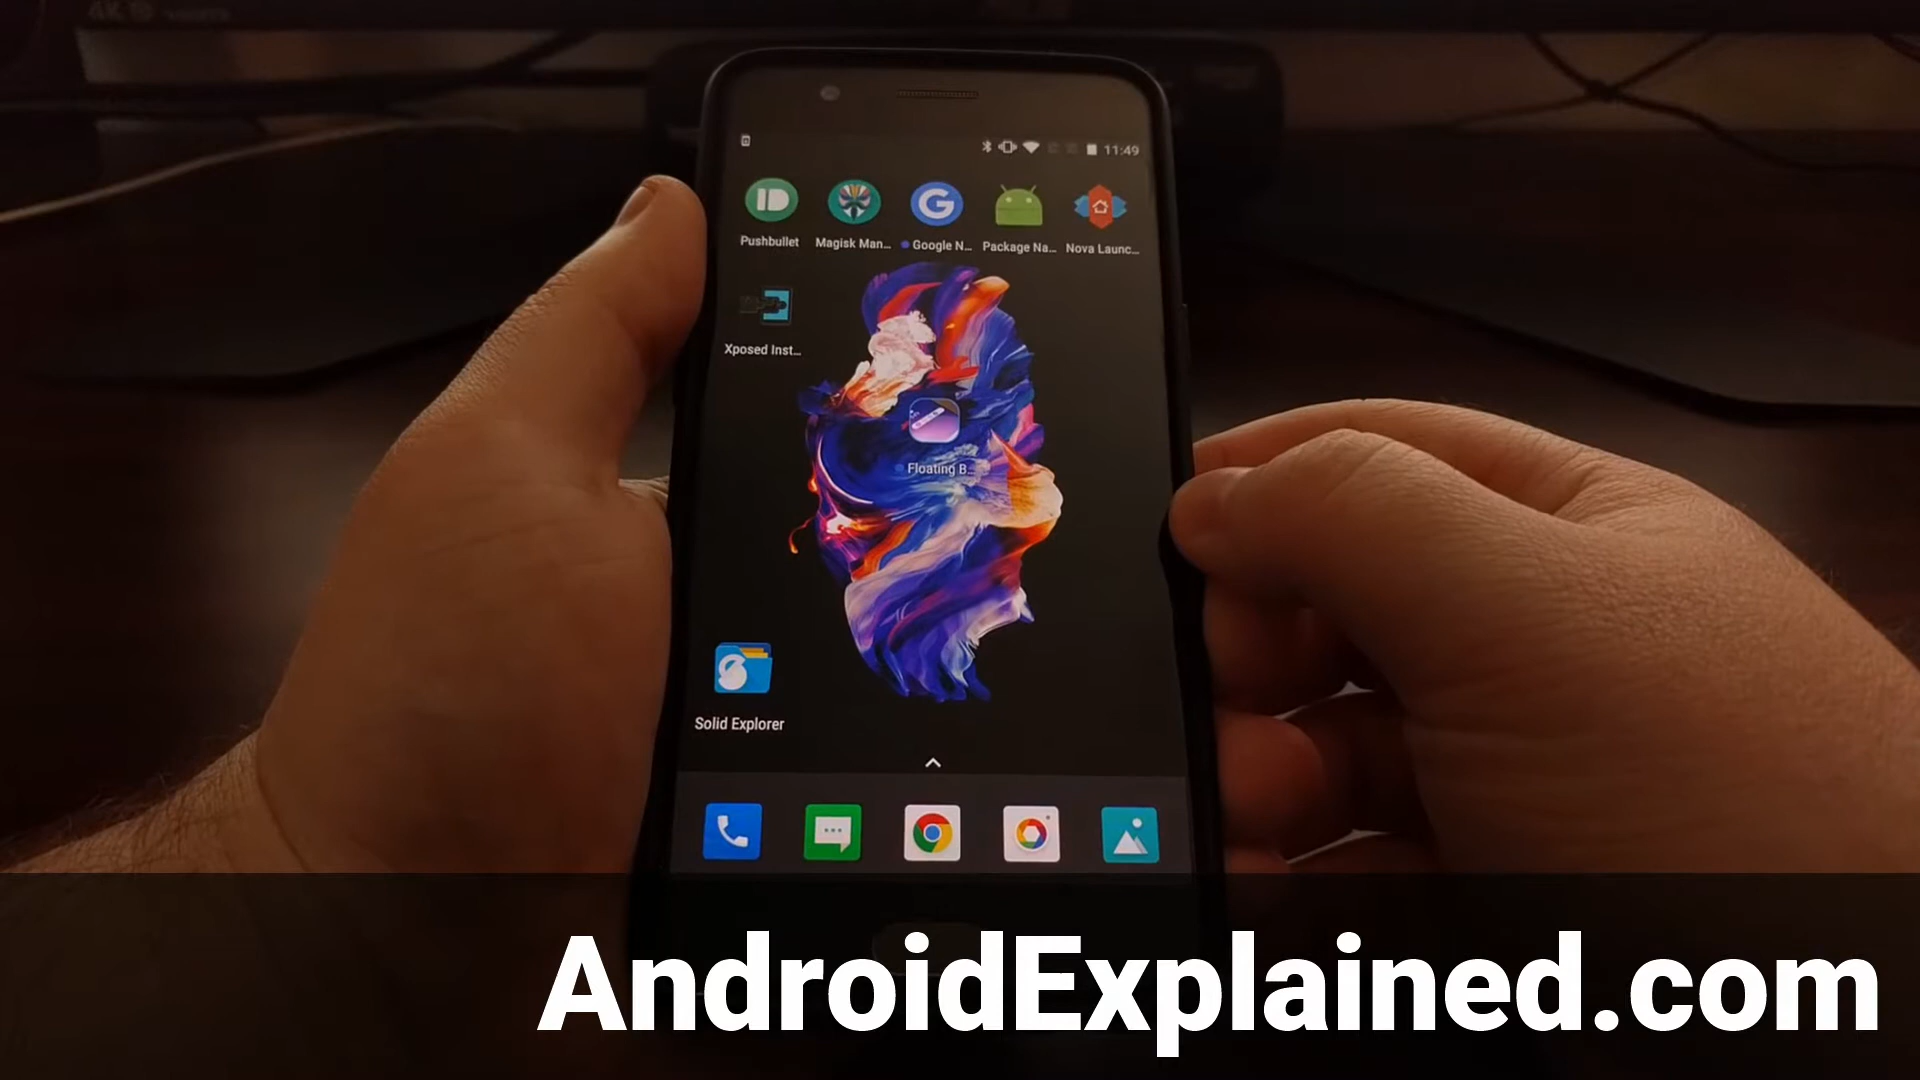 11:49
Pushbullet
Magisk Man...
Google N...
Package Na...
Nova Launc...
Xposed Inst...
Floating B...
Solid Explorer
AndroidExplained.com